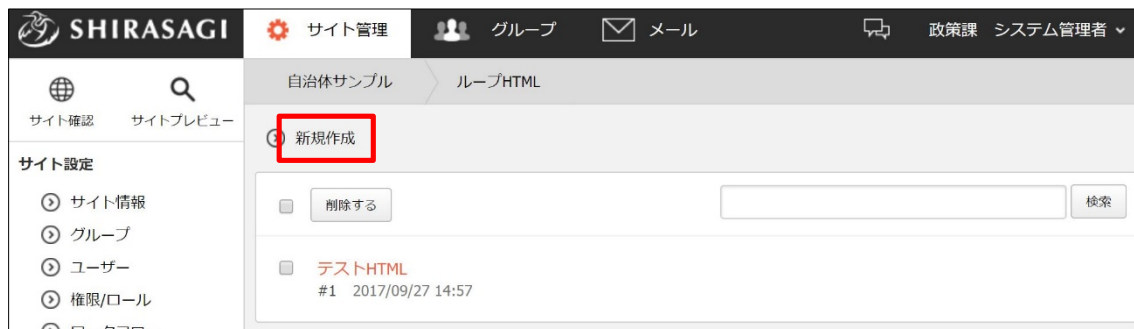 SHIRASAGI サイト管理 グループ メール 政策課 システム管理者
サイト確認 サイトプレビュー
自治体サンプル ループHTML
新規作成
サイト設定
サイト情報
グループ
ユーザー
権限/ロール
削除する 検索
テストHTML
#1 2017/09/27 14:57